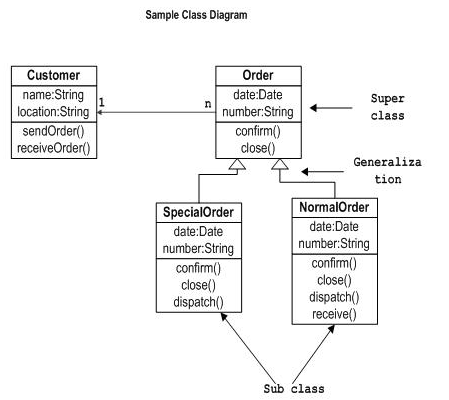 Sample Class Diagram
Customer
name:String
location:String
sendOrder()
receiveOrder()
1
n
Order
date:Date
number:String
confirm()
close()
Super
class
Generaliza
tion
SpecialOrder
date:Date
number:String
confirm()
close()
dispatch()
NormalOrder
date:Date
number:String
confirm()
close()
dispatch()
receive()
Sub class